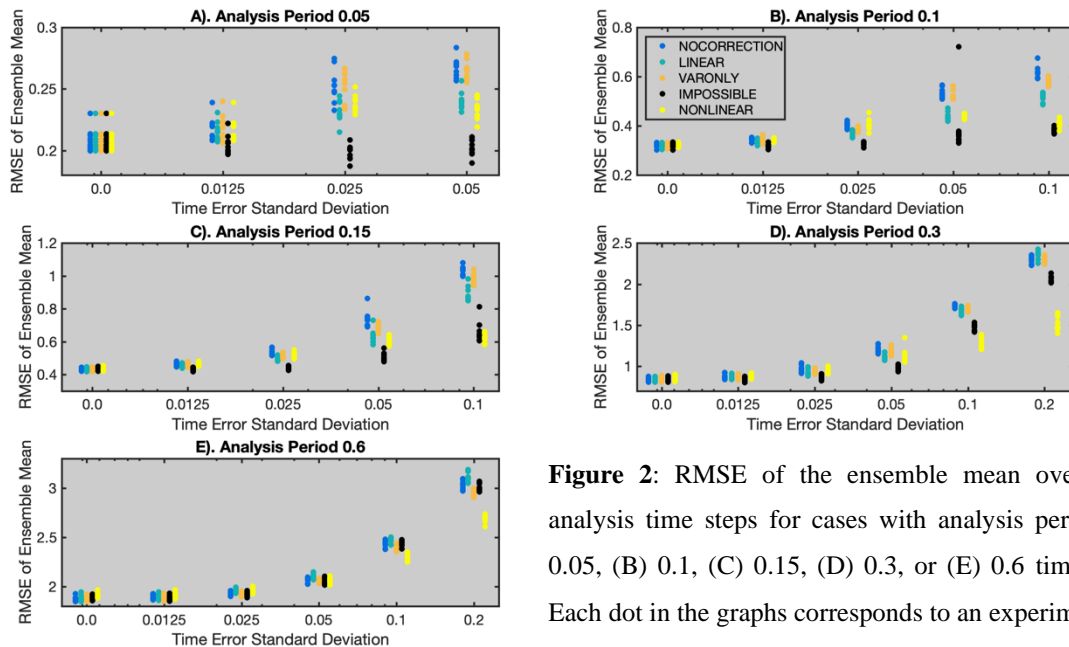 A). Analysis Period 0.05
RMSE of Ensemble Mean
0.3
0.25
0.2
0.0
0.0125
0.025
0.05
Time Error Standard Deviation
B). Analysis Period 0.1
RMSE of Ensemble Mean
0.8
0.6
0.4
0.2
NOCORRECTION
LINEAR
VARONLY
IMPOSSIBLE
NONLINEAR
0.0
0.0125
0.025
0.05
0.1
Time Error Standard Deviation
C). Analysis Period 0.15
RMSE of Ensemble Mean
1.2
1
0.8
0.6
0.4
0.0
0.0125
0.025
0.05
0.1
Time Error Standard Deviation
D). Analysis Period 0.3
RMSE of Ensemble Mean
2.5
2
1.5
1
0.0
0.0125
0.025
0.05
0.1
0.2
Time Error Standard Deviation
E). Analysis Period 0.6
RMSE of Ensemble Mean
3
2.5
2
0.0
0.0125
0.025
0.05
0.1
0.2
Time Error Standard Deviation
Figure 2: RMSE of the ensemble mean ove
analysis time steps for cases with analysis per
0.05, (B) 0.1, (C) 0.15, (D) 0.3, or (E) 0.6 tim
Each dot in the graphs corresponds to an experim